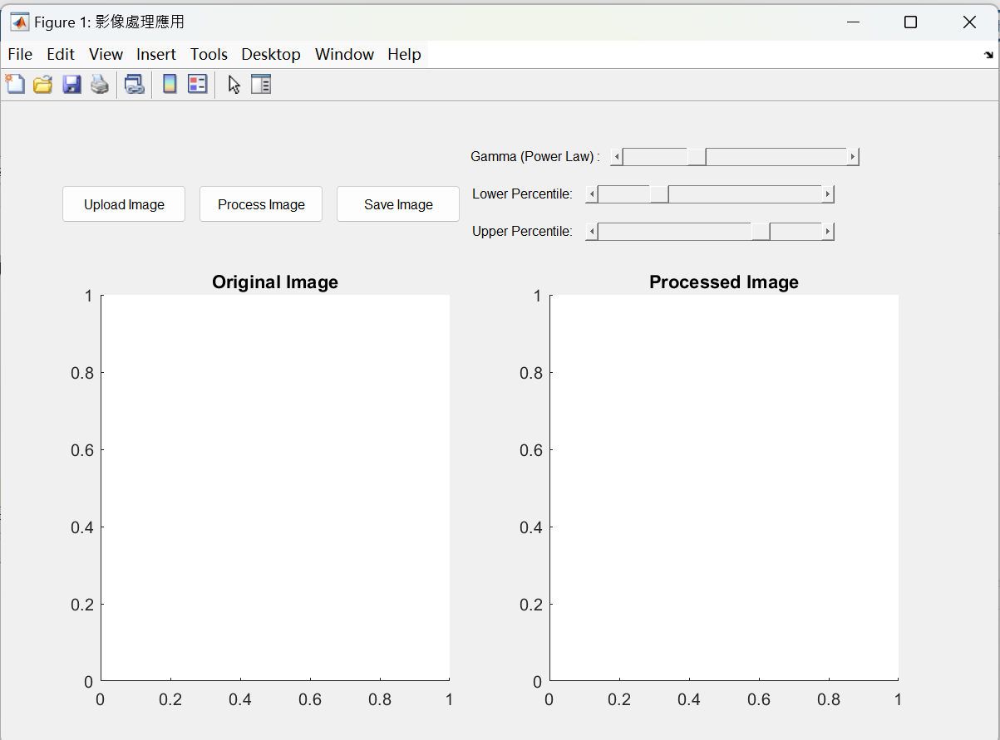 Figure 1: 影像處理應用
File Edit View Insert Tools Desktop Window Help
Gamma (Power Law) :
Lower Percentile:
Upload Image Process Image Save Image
Upper Percentile:
Original Image
1
0.8
0.6
0.4
0.2
0
0 0.2 0.4 0.6 0.8 1
Processed Image
1
0.8
0.6
0.4
0.2
0
0 0.2 0.4 0.6 0.8 1